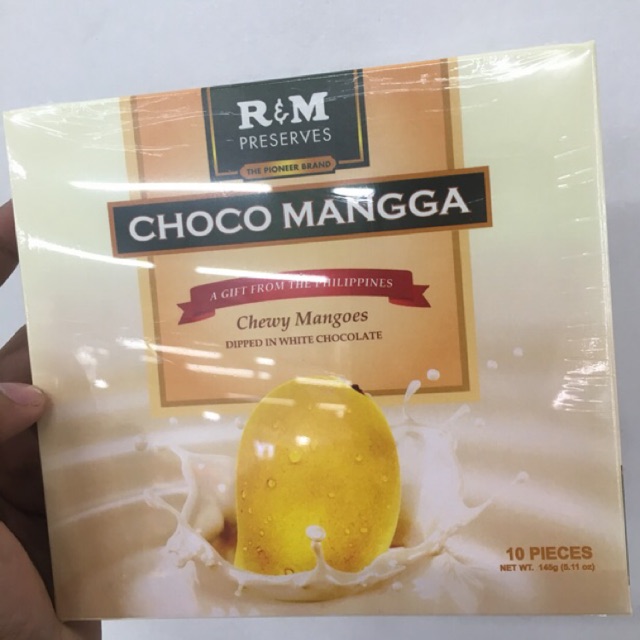 R&M
PRESERVES
THE PIONEER BRAND
CHOCO MANGGA
A GIFT FROM THE PHILIPPINES
Chewy Mangoes
DIPPED IN WHITE CHOCOLATE
10 PIECES
NET WT. 145g (5.11 oz)